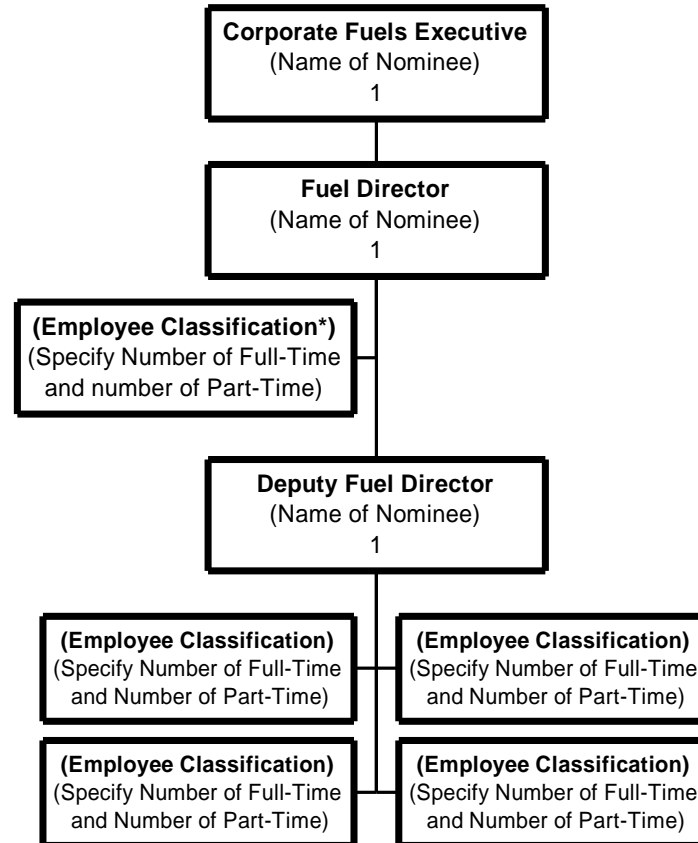 Corporate Fuels Executive
(Name of Nominee)
1
Fuel Director
(Name of Nominee)
1
(Employee Classification*)
(Specify Number of Full-Time
and number of Part-Time)
Deputy Fuel Director
(Name of Nominee)
1
(Employee Classification)
(Specify Number of Full-Time
and Number of Part-Time)
(Employee Classification)
(Specify Number of Full-Time
and Number of Part-Time)
(Employee Classification)
(Specify Number of Full-Time
and Number of Part-Time)
(Employee Classification)
(Specify Number of Full-Time
and Number of Part-Time)